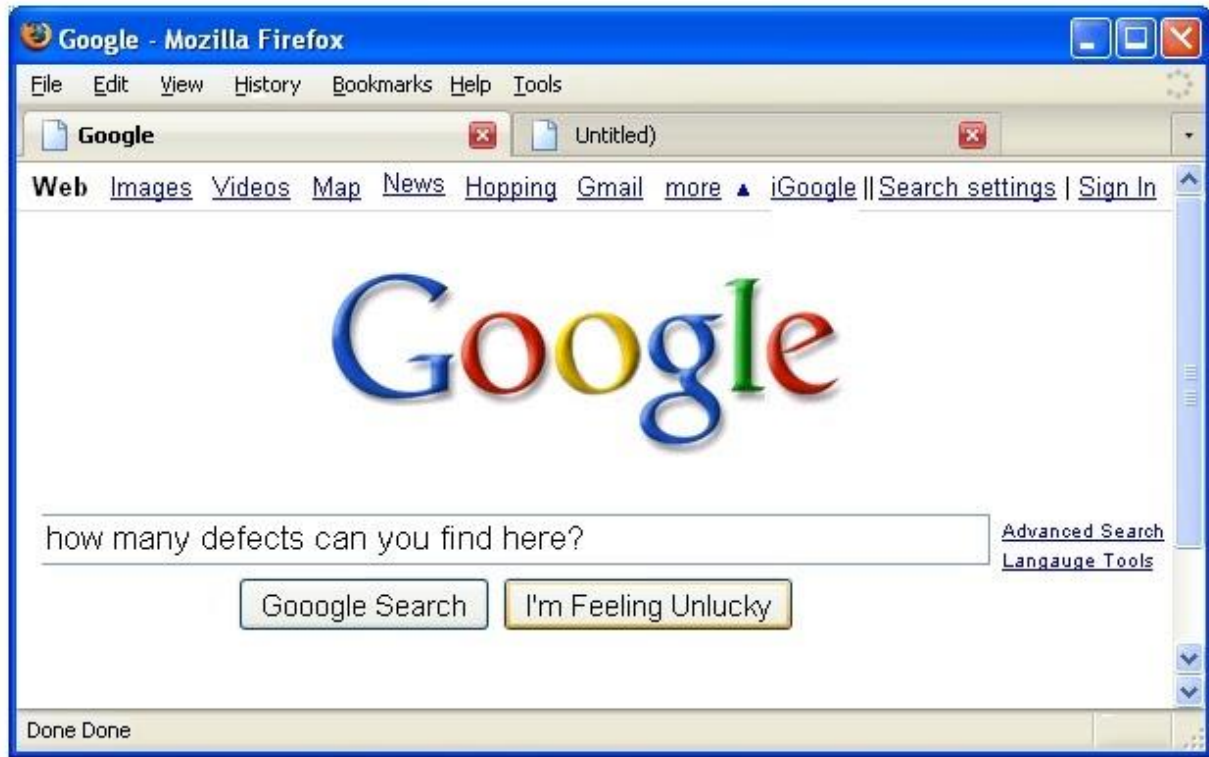 Google - Mozilla Firefox
File Edit View History Bookmarks Help Tools
Google Untitled)
Web Images Videos Map News Hopping Gmail more ▲ iGoogle || Search settings | Sign In
Google
how many defects can you find here?
Advanced Search
Langauge Tools
Gooogle Search I'm Feeling Unlucky
Done Done